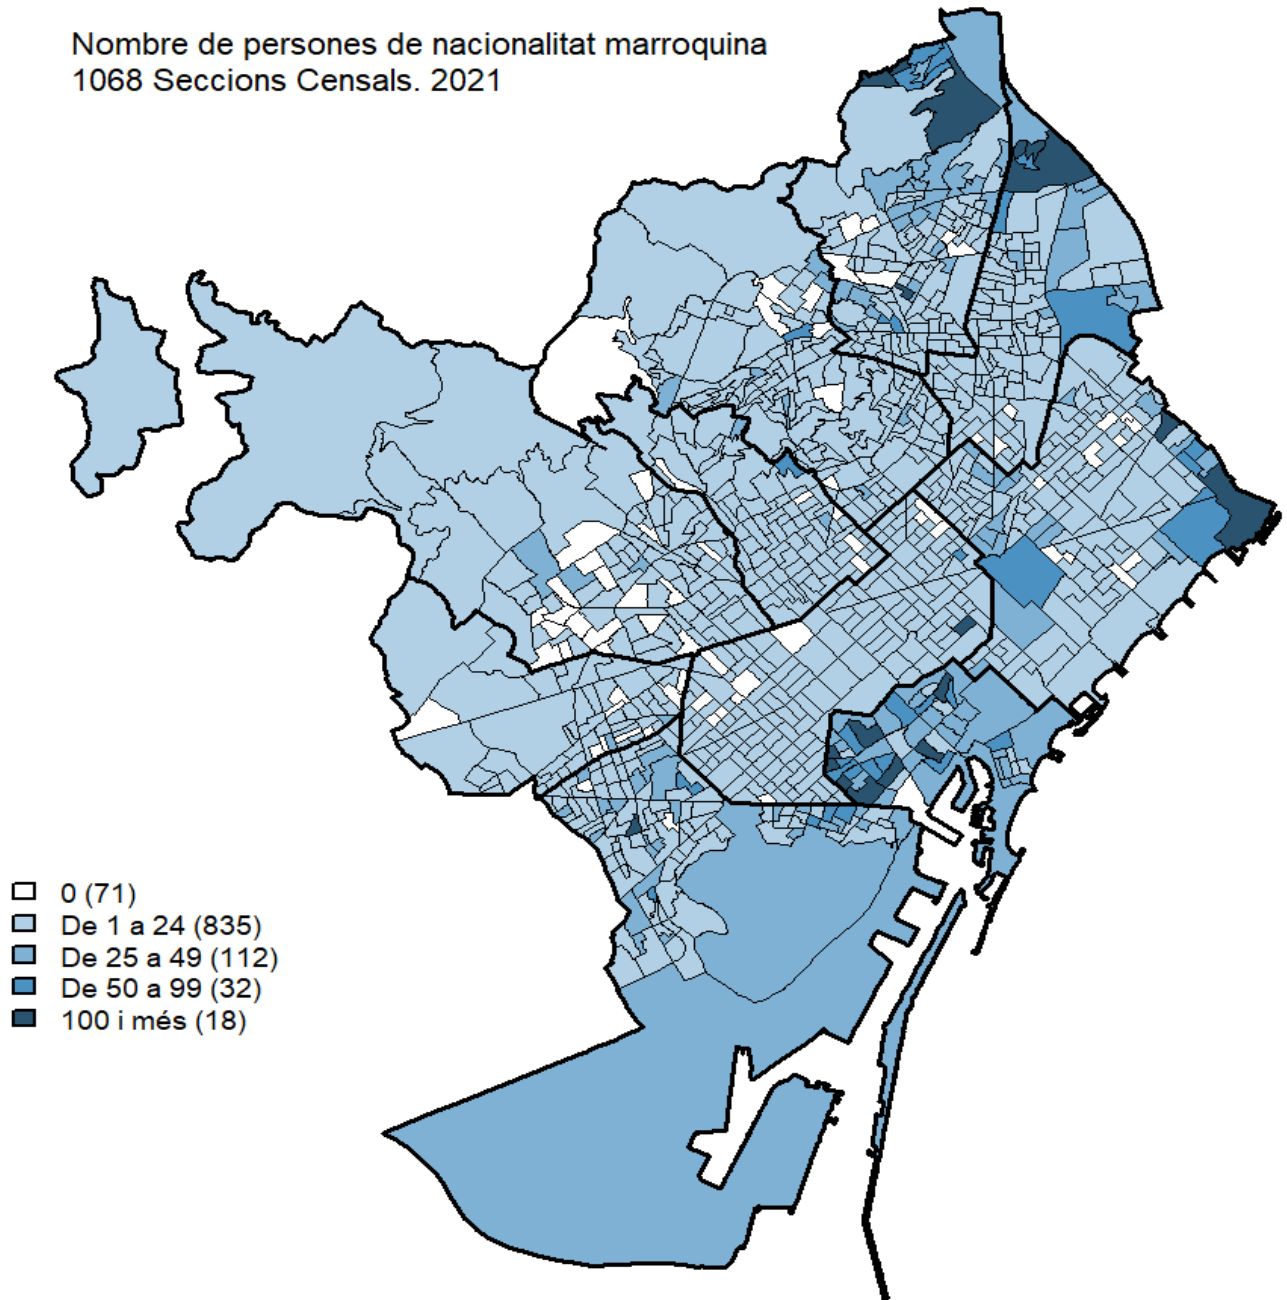 Nombre de persones de nacionalitat marroquina
1068 Seccions Censals. 2021
0 (71)
De 1 a 24 (835)
De 25 a 49 (112)
De 50 a 99 (32)
100 i més (18)